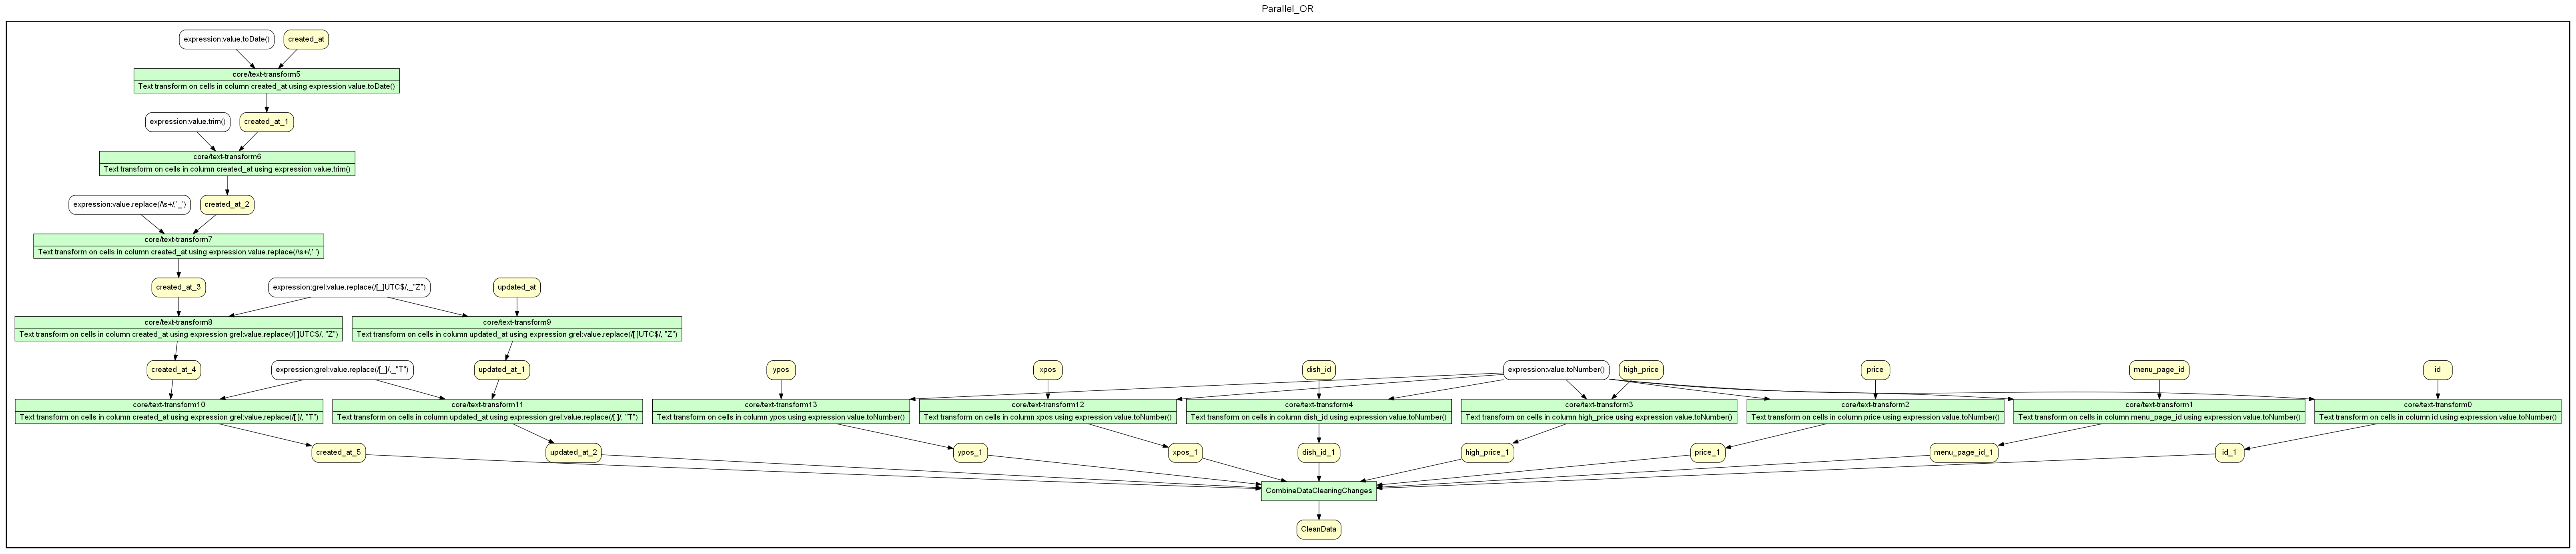 Parallel_OR
expression:value.toDate()
created_at
core/text-transform5
Text transform on cells in column created_at using expression value.toDate()
expression:value.trim()
created_at_1
core/text-transform6
Text transform on cells in column created_at using expression value.trim()
expression:value.replace(/\s+/,'_')
created_at_2
core/text-transform7
Text transform on cells in column created_at using expression value.replace(/\s+/,' ')
created_at_3
expression:grel:value.replace(/[_]UTC$/,_"Z")
updated_at
core/text-transform8
Text transform on cells in column created_at using expression grel:value.replace(/[ ]UTC$/, "Z")
core/text-transform9
Text transform on cells in column updated_at using expression grel:value.replace(/[ ]UTC$/, "Z")
created_at_4
expression:grel:value.replace(/[_]/,_"T")
updated_at_1
ypos
xpos
dish_id
expression:value.toNumber()
high_price
price
menu_page_id
id
core/text-transform10
Text transform on cells in column created_at using expression grel:value.replace(/[ ]/, "T")
core/text-transform11
Text transform on cells in column updated_at using expression grel:value.replace(/[ ]/, "T")
core/text-transform13
Text transform on cells in column ypos using expression value.toNumber()
core/text-transform12
Text transform on cells in column xpos using expression value.toNumber()
core/text-transform4
Text transform on cells in column dish_id using expression value.toNumber()
core/text-transform3
Text transform on cells in column high_price using expression value.toNumber()
core/text-transform2
Text transform on cells in column price using expression value.toNumber()
core/text-transform1
Text transform on cells in column menu_page_id using expression value.toNumber()
core/text-transform0
Text transform on cells in column id using expression value.toNumber()
created_at_5
updated_at_2
ypos_1
xpos_1
dish_id_1
high_price_1
price_1
menu_page_id_1
id_1
CombineDataCleaningChanges
CleanData